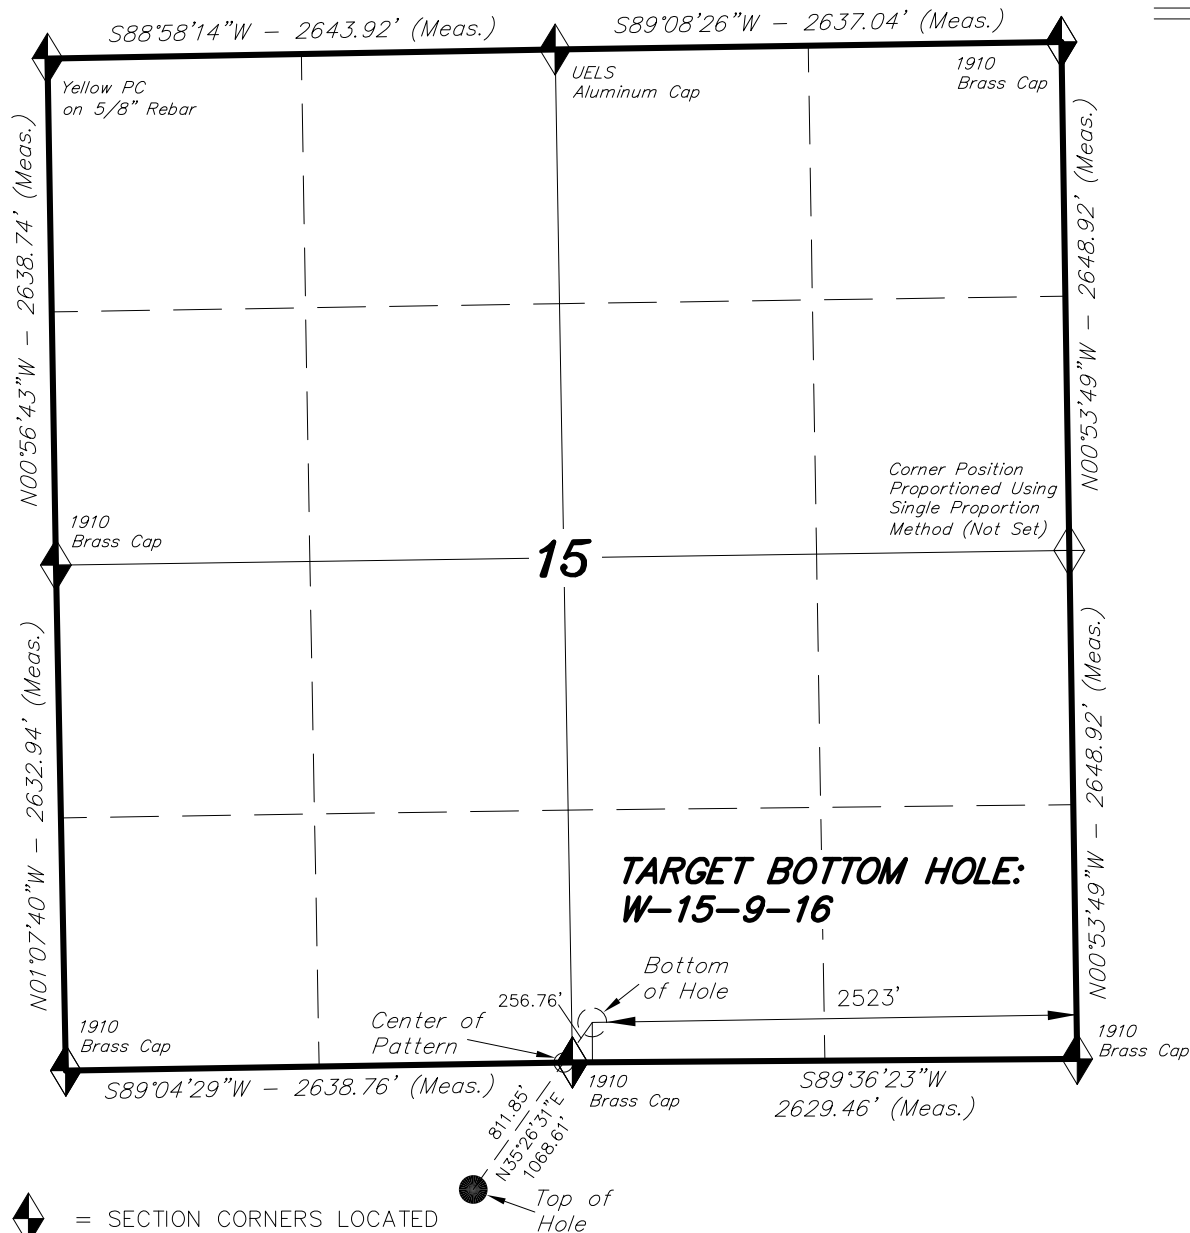 S88°58'14"W - 2643.92' (Meas.)
S89°08'26"W - 2637.04' (Meas.)
Yellow PC
on 5/8" Rebar
UELS
Aluminum Cap
1910
Brass Cap
N00°56'43"W - 2638.74' (Meas.)
N00°53'49"W - 2648.92' (Meas.)
Corner Position
Proportioned Using
Single Proportion
Method (Not Set)
1910
Brass Cap
15
N01°07'40"W - 2632.94' (Meas.)
N00°53'49"W - 2648.92' (Meas.)
TARGET BOTTOM HOLE:
W-15-9-16
Bottom
of Hole
256.76'
2523'
Center of
Pattern
1910
Brass Cap
1910
Brass Cap
S89°04'29"W - 2638.76' (Meas.)
1910
Brass Cap
S89°36'23"W
2629.46' (Meas.)
811.85'
N35°26'31"E
1068.61'
Top of
Hole
= SECTION CORNERS LOCATED